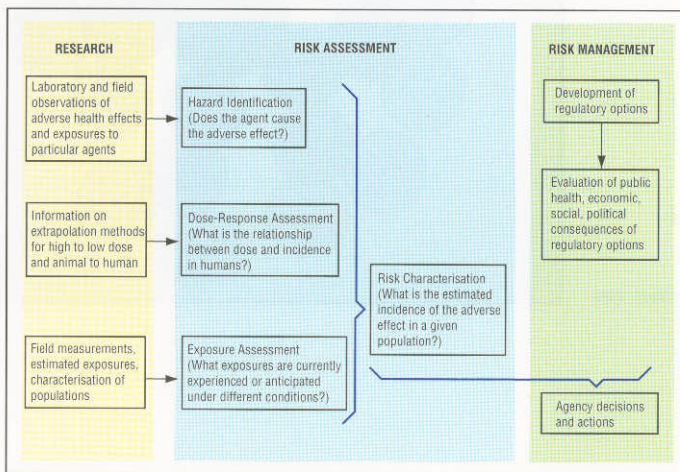 RESEARCH
Laboratory and field
observations of
adverse health effects
and exposures to
particular agents
Information on
extrapolation methods
for high to low dose
and animal to human
Field measurements,
estimated exposures,
characterisation of
populations
RISK ASSESSMENT
Hazard Identification
(Does the agent cause
the adverse effect?)
Dose-Response Assessment
(What is the relationship
between dose and incidence
in humans?)
Exposure Assessment
(What exposures are currently
experienced or anticipated
under different conditions?)
Risk Characterisation
(What is the estimated
incidence of the adverse
effect in a given
population?)
RISK MANAGEMENT
Development of
regulatory options
Evaluation of public
health, economic,
social, political
consequences of
regulatory options
Agency decisions
and actions